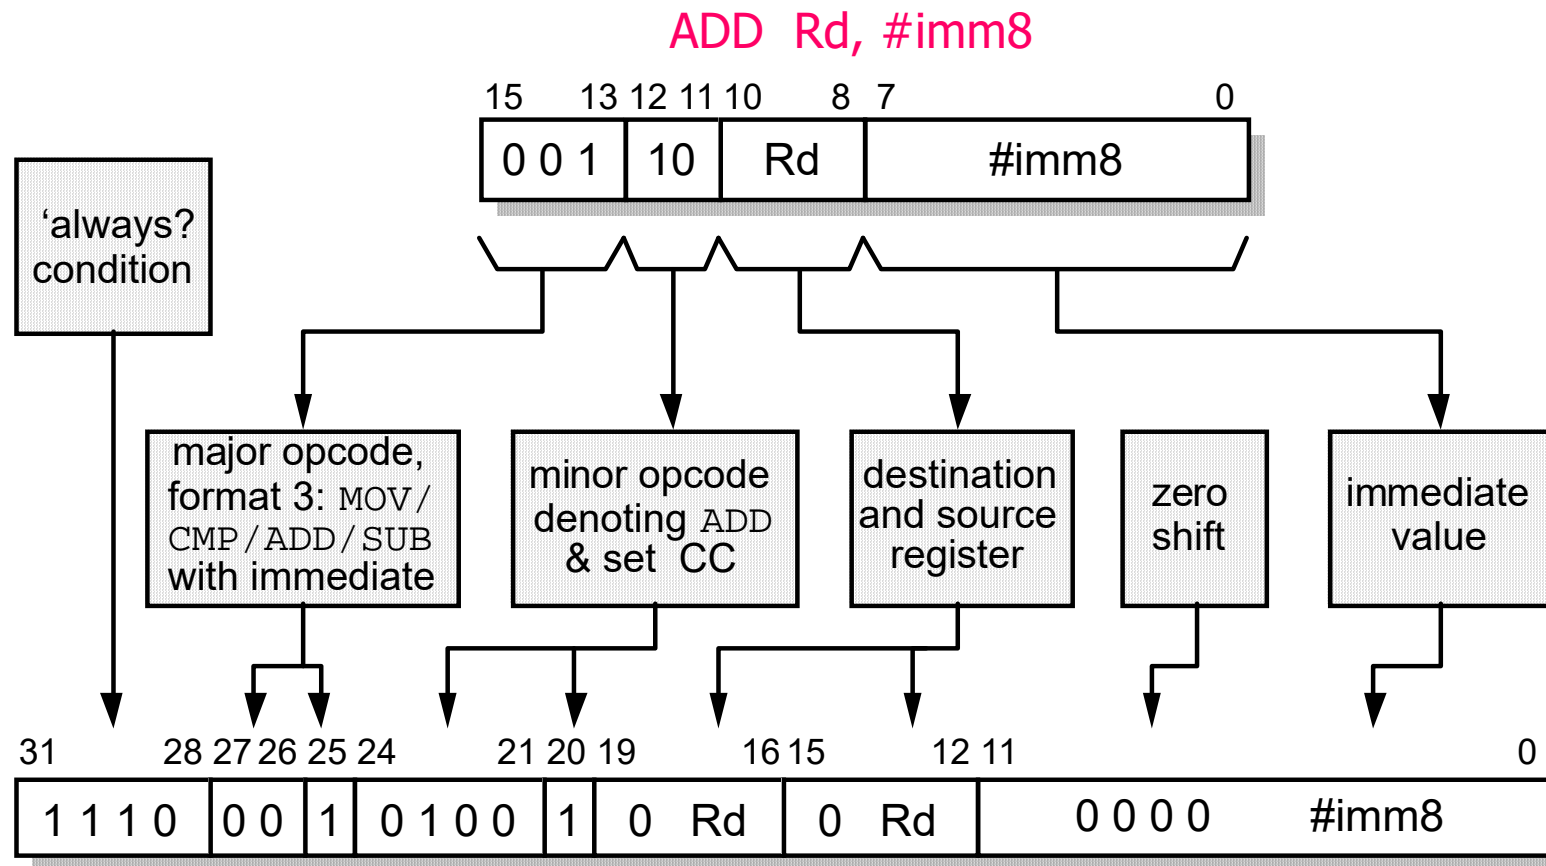 ADD Rd, #imm8
15 13 12 11 10 8 7 0
0 0 1 10 Rd #imm8
‘always?
condition
major opcode,
format 3: MOV/
CMP/ADD/SUB
with immediate
minor opcode
denoting ADD
& set CC
destination
and source
register
zero
shift
immediate
value
31 28 27 26 25 24 21 20 19 16 15 12 11 0
1 1 1 0 0 0 1 0 1 0 0 1 0 Rd 0 Rd 0 0 0 0 #imm8